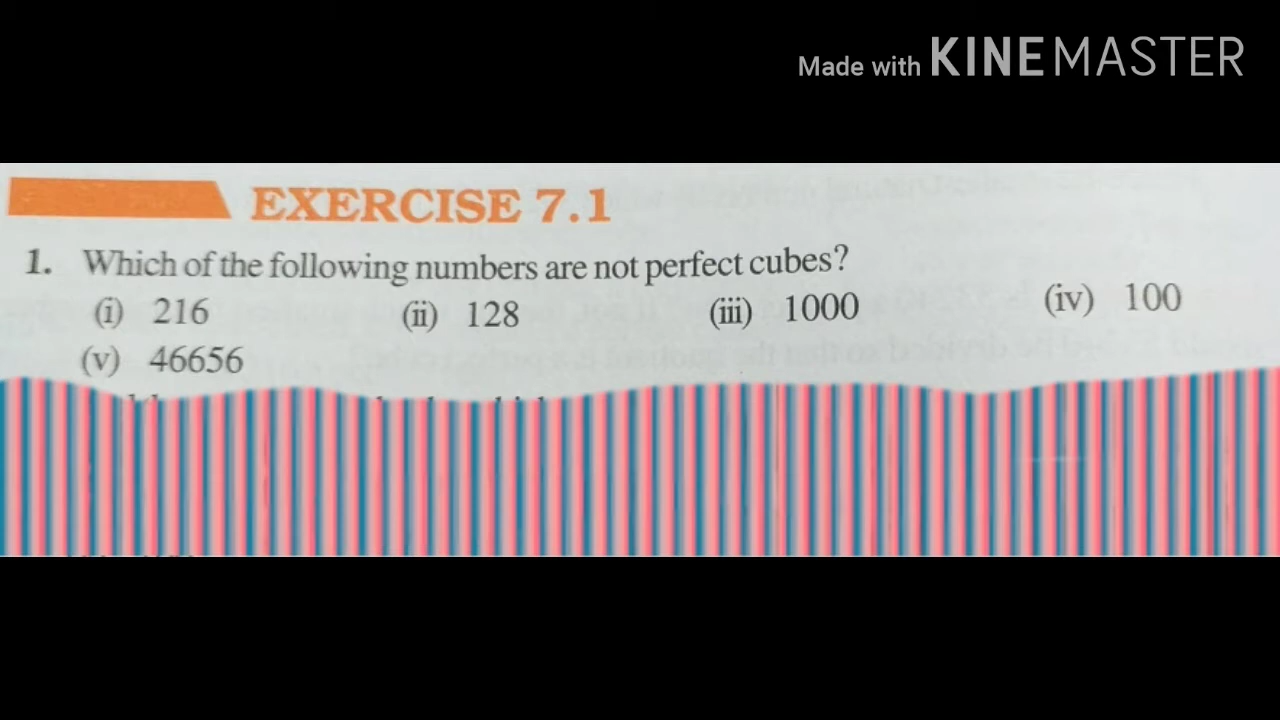 Made with KINEMASTER
EXERCISE 7.1
1. Which of the following numbers are not perfect cubes?
(i) 216 (ii) 128 (iii) 1000 (iv) 100
(v) 46656